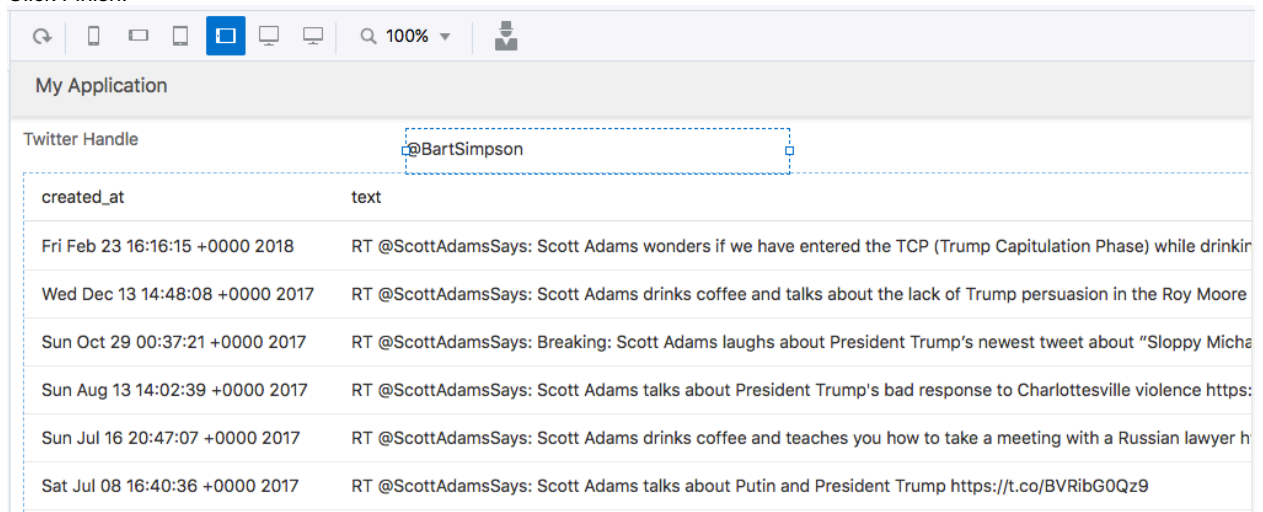 Click Finish.
100%
My Application
Twitter Handle
@BartSimpson
created_at text
Fri Feb 23 16:16:15 +0000 2018 RT @ScottAdamsSays: Scott Adams wonders if we have entered the TCP (Trump Capitulation Phase) while drinkin
Wed Dec 13 14:48:08 +0000 2017 RT @ScottAdamsSays: Scott Adams drinks coffee and talks about the lack of Trump persuasion in the Roy Moore
Sun Oct 29 00:37:21 +0000 2017 RT @ScottAdamsSays: Breaking: Scott Adams laughs about President Trump’s newest tweet about “Sloppy Micha
Sun Aug 13 14:02:39 +0000 2017 RT @ScottAdamsSays: Scott Adams talks about President Trump's bad response to Charlottesville violence https:
Sun Jul 16 20:47:07 +0000 2017 RT @ScottAdamsSays: Scott Adams drinks coffee and teaches you how to take a meeting with a Russian lawyer h
Sat Jul 08 16:40:36 +0000 2017 RT @ScottAdamsSays: Scott Adams talks about Putin and President Trump https://t.co/BVRibG0Qz9